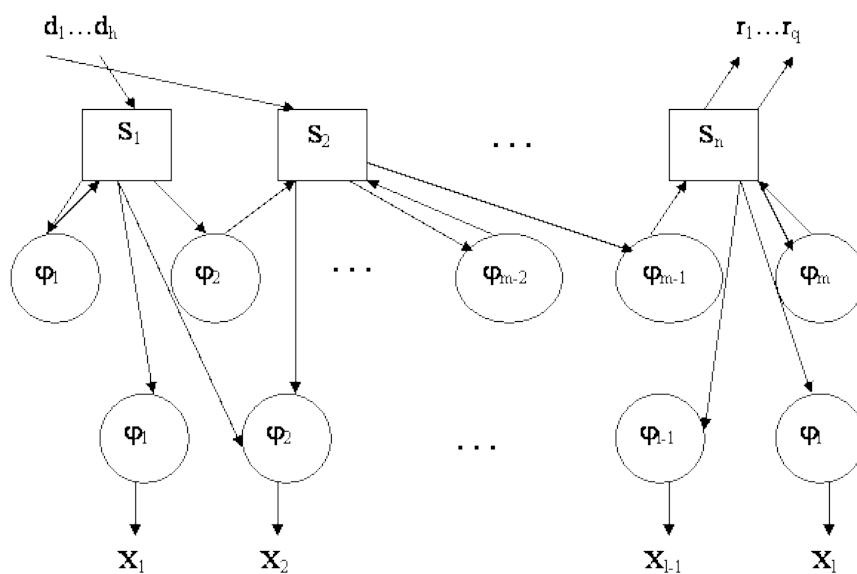 d₁...dₕ r₁...r_q
S₁ S₂ ... Sₙ
φ₁ φ₂ ... φₘ₋₂ φₘ₋₁ φₘ
φ₁ φ₂ ... φₗ₋₁ φₗ
X₁ X₂ Xₗ₋₁ Xₗ